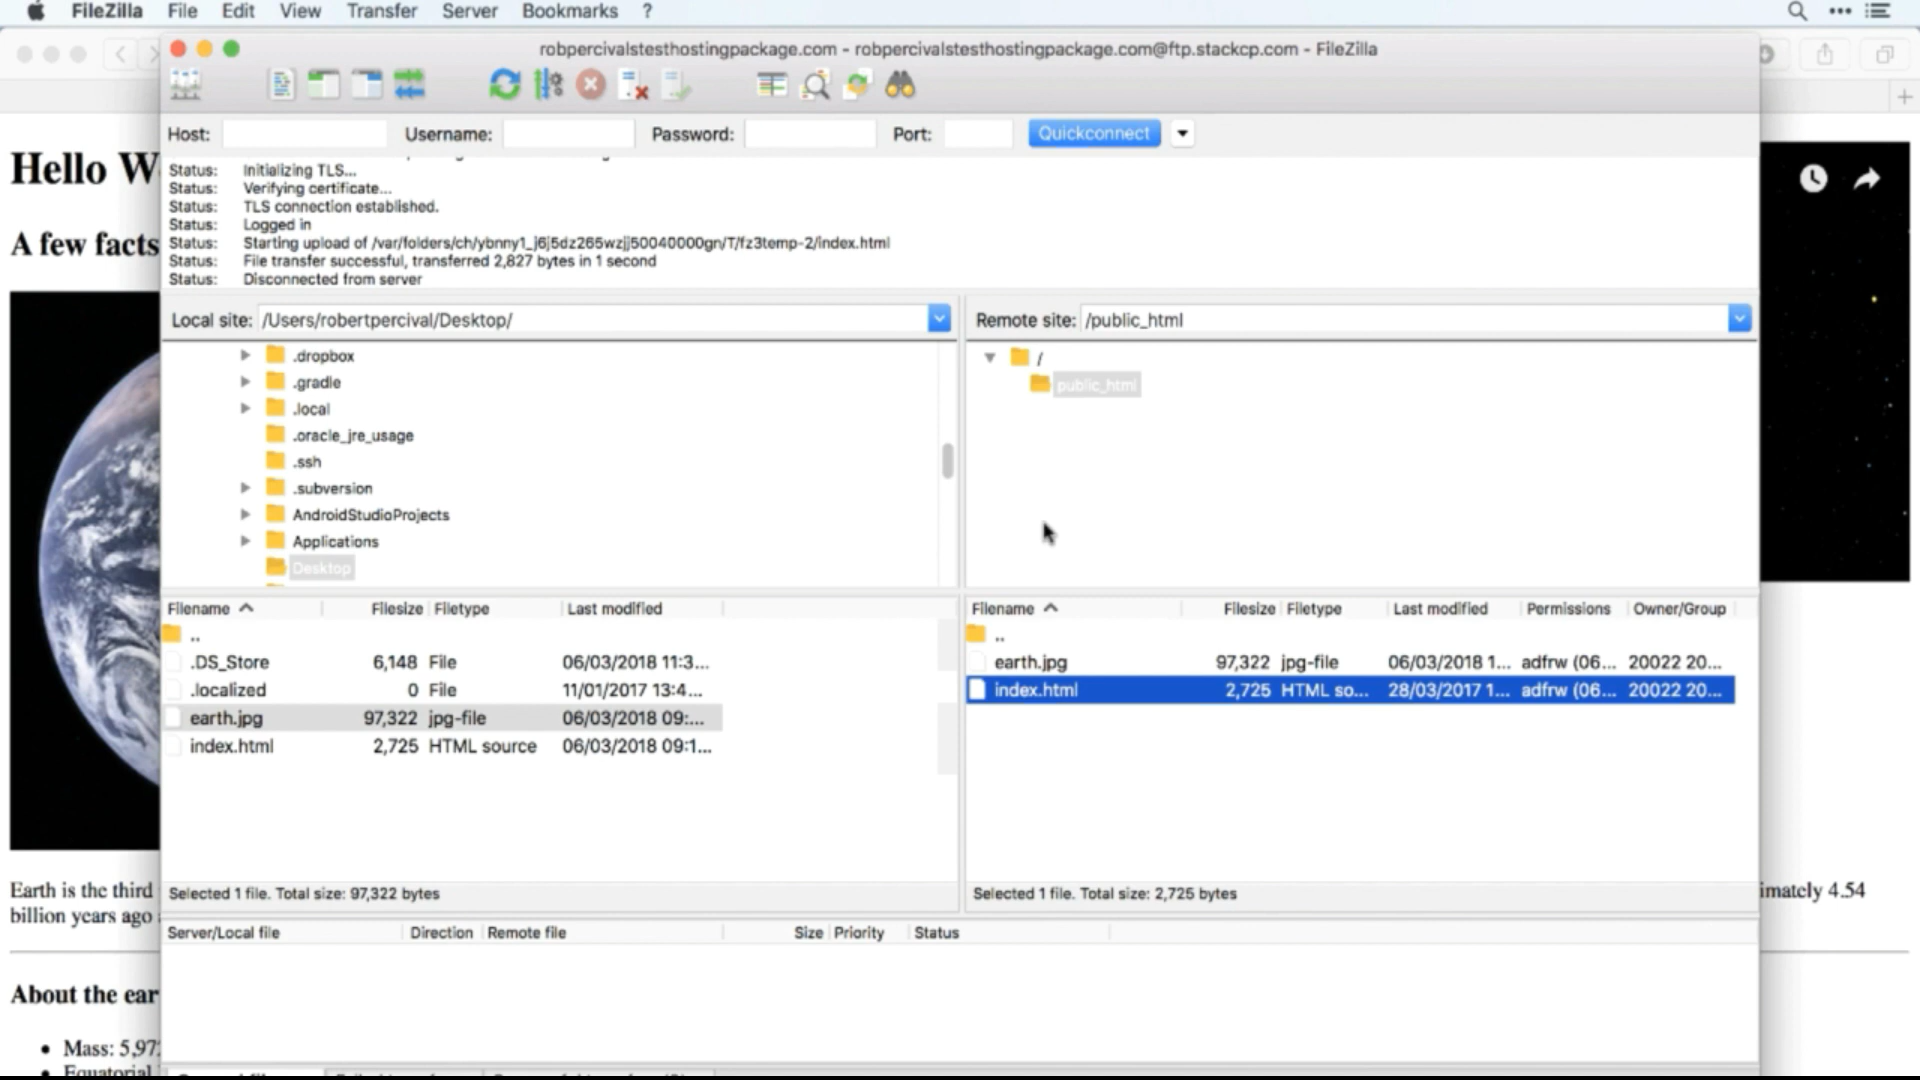 FileZilla File Edit View Transfer Server Bookmarks ?
robpercivalstesthostingpackage.com - robpercivalstesthostingpackage.com@ftp.stackcp.com - FileZilla
Host: Username: Password: Port: Quickconnect
Status: Initializing TLS...
Status: Verifying certificate...
Status: TLS connection established.
Status: Logged in
Status: Starting upload of /var/folders/ch/ybnny1_j6j5dz265wzjj50040000gn/T/fz3temp-2/index.html
Status: File transfer successful, transferred 2,827 bytes in 1 second
Status: Disconnected from server
Local site: /Users/robertpercival/Desktop/
.dropbox
.gradle
.local
.oracle_jre_usage
.ssh
.subversion
AndroidStudioProjects
Applications
Desktop
Remote site: /public_html
/
public_html
Filename Filesize Filetype Last modified
..
.DS_Store 6,148 File 06/03/2018 11:3...
.localized 0 File 11/01/2017 13:4...
earth.jpg 97,322 jpg-file 06/03/2018 09:...
index.html 2,725 HTML source 06/03/2018 09:1...
Selected 1 file. Total size: 97,322 bytes
Filename Filesize Filetype Last modified Permissions Owner/Group
..
earth.jpg 97,322 jpg-file 06/03/2018 1... adfrw (06... 20022 20...
index.html 2,725 HTML so... 28/03/2017 1... adfrw (06... 20022 20...
Selected 1 file. Total size: 2,725 bytes
Server/Local file Direction Remote file Size Priority Status
Hello W
A few facts
Earth is the third
imately 4.54
billion years ago
About the ear
Mass: 5,97
Equatorial